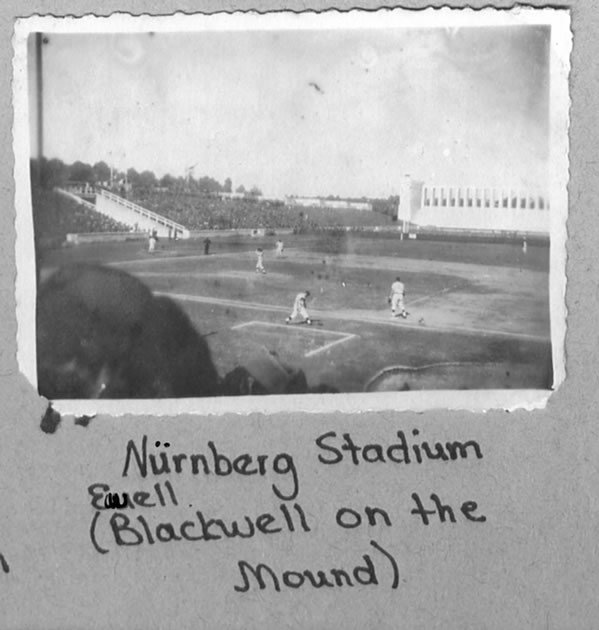 Nürnberg Stadium
Ewell
(Blackwell on the
Mound)